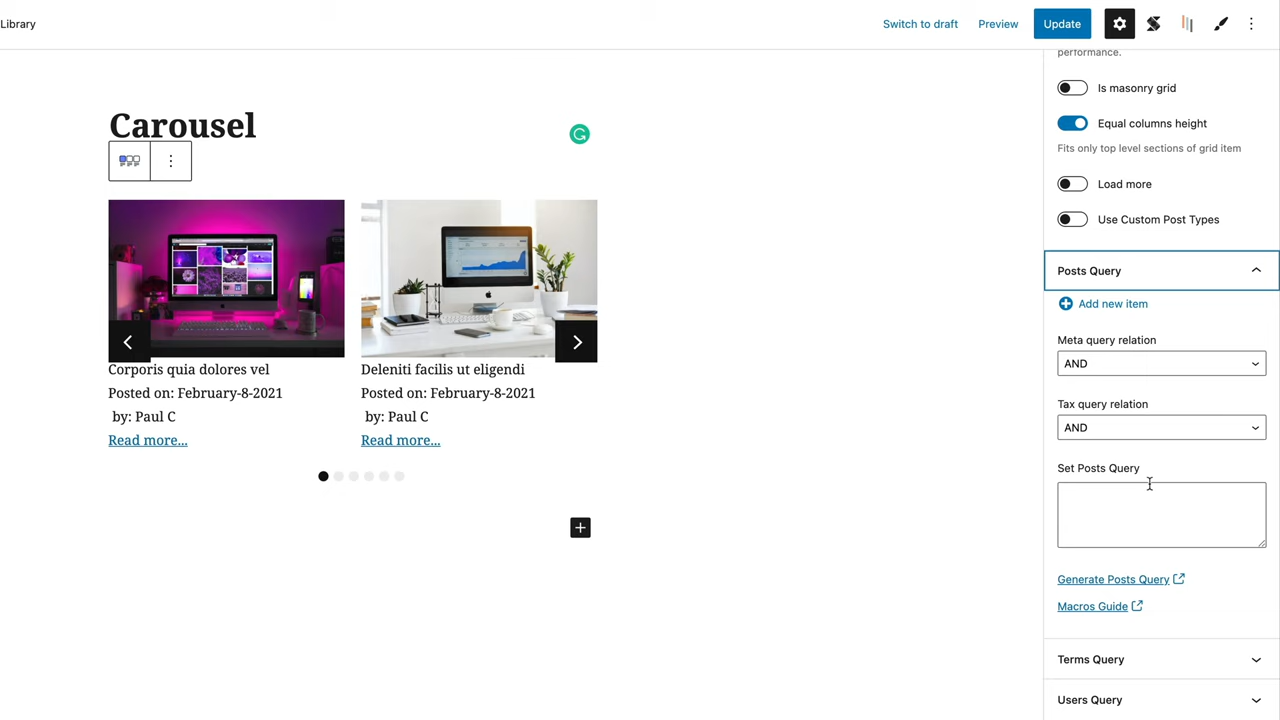 Library
Switch to draft
Preview
Update
performance.
Is masonry grid
Equal columns height
Fits only top level sections of grid item
Load more
Use Custom Post Types
Posts Query
Add new item
Meta query relation
AND
Tax query relation
AND
Set Posts Query
Generate Posts Query
Macros Guide
Terms Query
Users Query
Carousel
Corporis quia dolores vel
Posted on: February-8-2021
by: Paul C
Read more...
Deleniti facilis ut eligendi
Posted on: February-8-2021
by: Paul C
Read more...